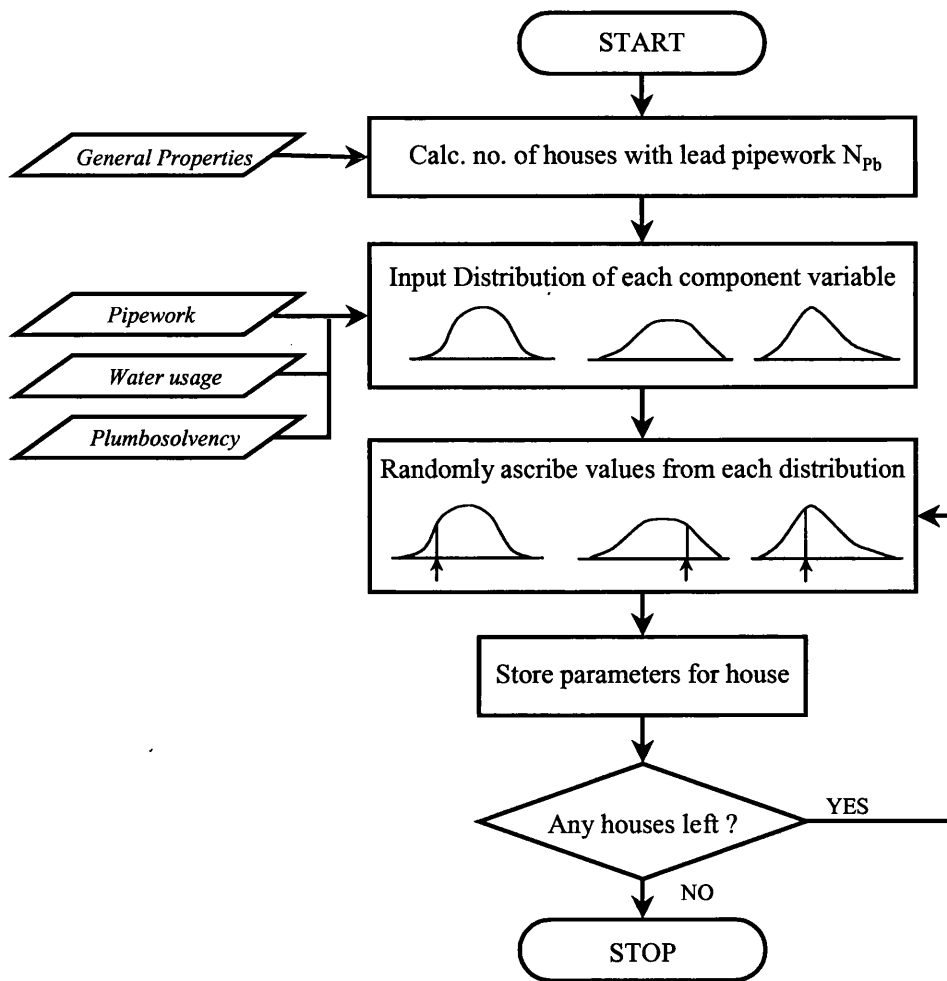 START
General Properties
Calc. no. of houses with lead pipework N_Pb
Input Distribution of each component variable
Pipework
Water usage
Plumbosolvency
Randomly ascribe values from each distribution
Store parameters for house
Any houses left ?
YES
NO
STOP